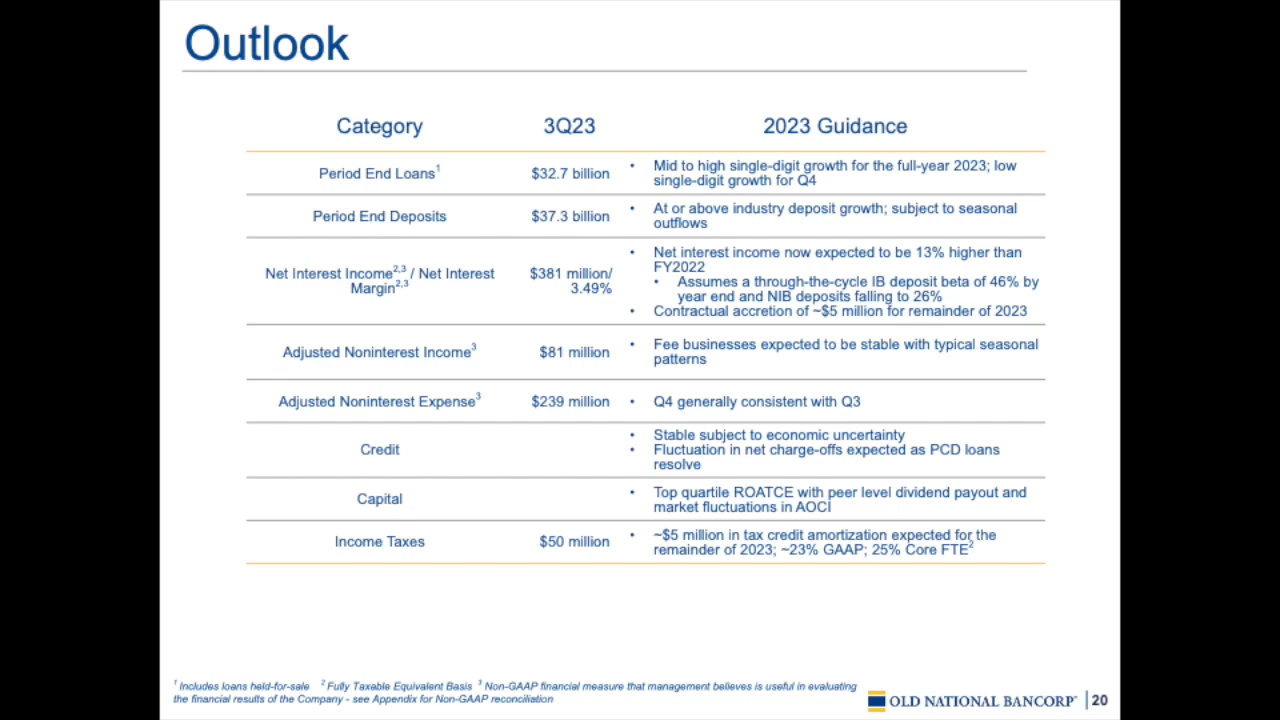 Outlook
Category 3Q23 2023 Guidance
Period End Loans1 $32.7 billion • Mid to high single-digit growth for the full-year 2023; low
single-digit growth for Q4
Period End Deposits $37.3 billion • At or above industry deposit growth; subject to seasonal
outflows
Net Interest Income2,3 / Net Interest
Margin2,3
$381 million/
3.49%
• Net interest income now expected to be 13% higher than
FY2022
• Assumes a through-the-cycle IB deposit beta of 46% by
year end and NIB deposits falling to 26%
• Contractual accretion of ~$5 million for remainder of 2023
Adjusted Noninterest Income3 $81 million • Fee businesses expected to be stable with typical seasonal
patterns
Adjusted Noninterest Expense3 $239 million • Q4 generally consistent with Q3
Credit
• Stable subject to economic uncertainty
• Fluctuation in net charge-offs expected as PCD loans
resolve
Capital
• Top quartile ROATCE with peer level dividend payout and
market fluctuations in AOCI
Income Taxes $50 million • ~$5 million in tax credit amortization expected for the
remainder of 2023; ~23% GAAP; 25% Core FTE2
1 Includes loans held-for-sale 2 Fully Taxable Equivalent Basis 3 Non-GAAP financial measure that management believes is useful in evaluating
the financial results of the Company - see Appendix for Non-GAAP reconciliation
OLD NATIONAL BANCORP™ 20